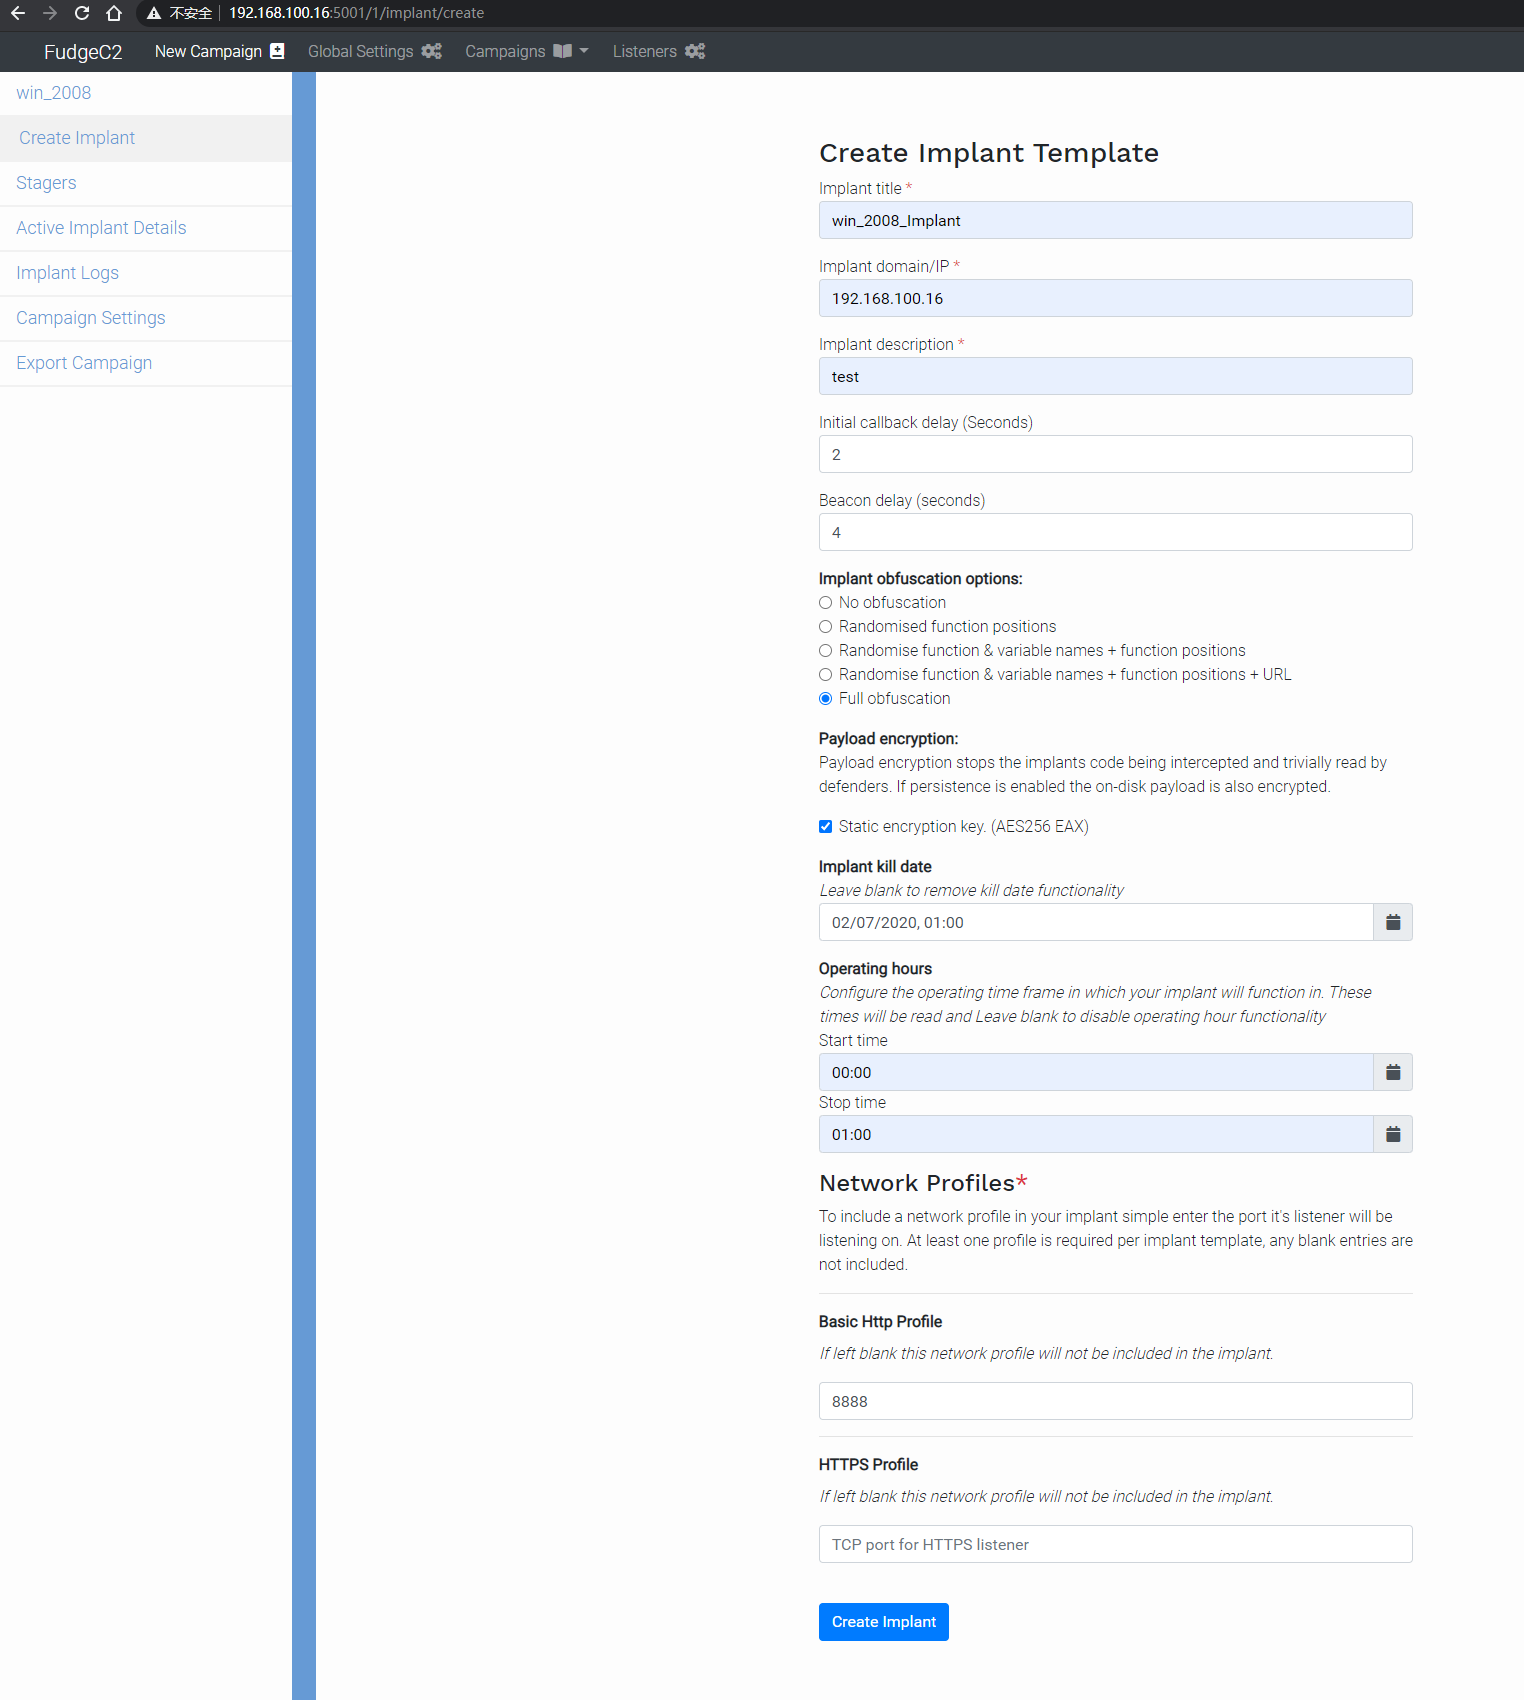 不安全 192.168.100.16:5001/1/implant/create
FudgeC2 New Campaign Global Settings Campaigns Listeners
win_2008
Create Implant
Stagers
Active Implant Details
Implant Logs
Campaign Settings
Export Campaign
Create Implant Template
Implant title *
win_2008_Implant
Implant domain/IP *
192.168.100.16
Implant description *
test
Initial callback delay (Seconds)
2
Beacon delay (seconds)
4
Implant obfuscation options:
No obfuscation
Randomised function positions
Randomise function & variable names + function positions
Randomise function & variable names + function positions + URL
Full obfuscation
Payload encryption:
Payload encryption stops the implants code being intercepted and trivially read by
defenders. If persistence is enabled the on-disk payload is also encrypted.
Static encryption key. (AES256 EAX)
Implant kill date
Leave blank to remove kill date functionality
02/07/2020, 01:00
Operating hours
Configure the operating time frame in which your implant will function in. These
times will be read and Leave blank to disable operating hour functionality
Start time
00:00
Stop time
01:00
Network Profiles*
To include a network profile in your implant simple enter the port it's listener will be
listening on. At least one profile is required per implant template, any blank entries are
not included.
Basic Http Profile
If left blank this network profile will not be included in the implant.
8888
HTTPS Profile
If left blank this network profile will not be included in the implant.
TCP port for HTTPS listener
Create Implant